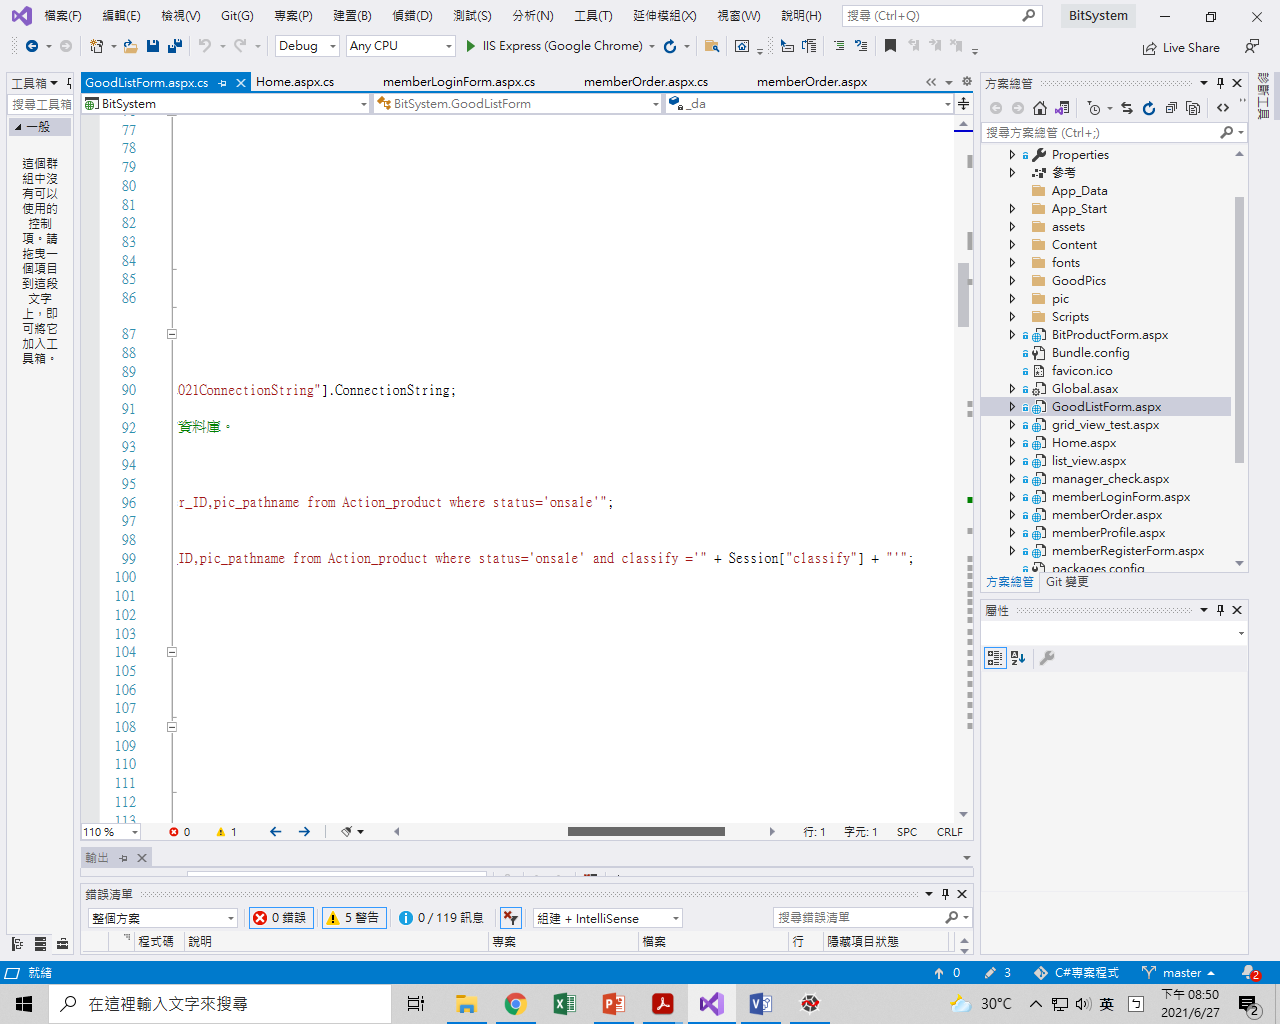 檔案(F) 編輯(E) 檢視(V) Git(G) 專案(P) 建置(B) 偵錯(D) 測試(S) 分析(N) 工具(T) 延伸模組(X) 視窗(W) 說明(H) 搜尋 (Ctrl+Q) BitSystem
Debug Any CPU IIS Express (Google Chrome) Live Share
工具箱
搜尋工具箱
一般
這個群
組中沒
有可以
使用的
控制
項。請
拖曳一
個項目
到這段
文字
上，即
可將它
加入工
具箱。
GoodListForm.aspx.cs Home.aspx.cs memberLoginForm.aspx.cs memberOrder.aspx.cs memberOrder.aspx
BitSystem BitSystem.GoodListForm _da
77
78
79
80
81
82
83
84
85
86
87
88
89
90 021ConnectionString"].ConnectionString;
91
92 資料庫。
93
94
95
96 r_ID,pic_pathname from Action_product where status='onsale'";
97
98
99 _ID,pic_pathname from Action_product where status='onsale' and classify ='" + Session["classify"] + "'";
100
101
102
103
104
105
106
107
108
109
110
111
112
113
110 % 0 1 行: 1 字元: 1 SPC CRLF
輸出
錯誤清單
整個方案 0 錯誤 5 警告 0 / 119 訊息 組建 + IntelliSense 搜尋錯誤清單
程式碼 說明 專案 檔案 行 隱藏項目狀態
方案總管
搜尋方案總管 (Ctrl+;)
Properties
參考
App_Data
App_Start
assets
Content
fonts
GoodPics
pic
Scripts
BitProductForm.aspx
Bundle.config
favicon.ico
Global.asax
GoodListForm.aspx
grid_view_test.aspx
Home.aspx
list_view.aspx
manager_check.aspx
memberLoginForm.aspx
memberOrder.aspx
memberProfile.aspx
memberRegisterForm.aspx
packages.config
方案總管 Git 變更
屬性
診斷工具
就緒 0 3 C#專案程式 master 2
在這裡輸入文字來搜尋 30°C 英 下午 08:50
2021/6/27 2